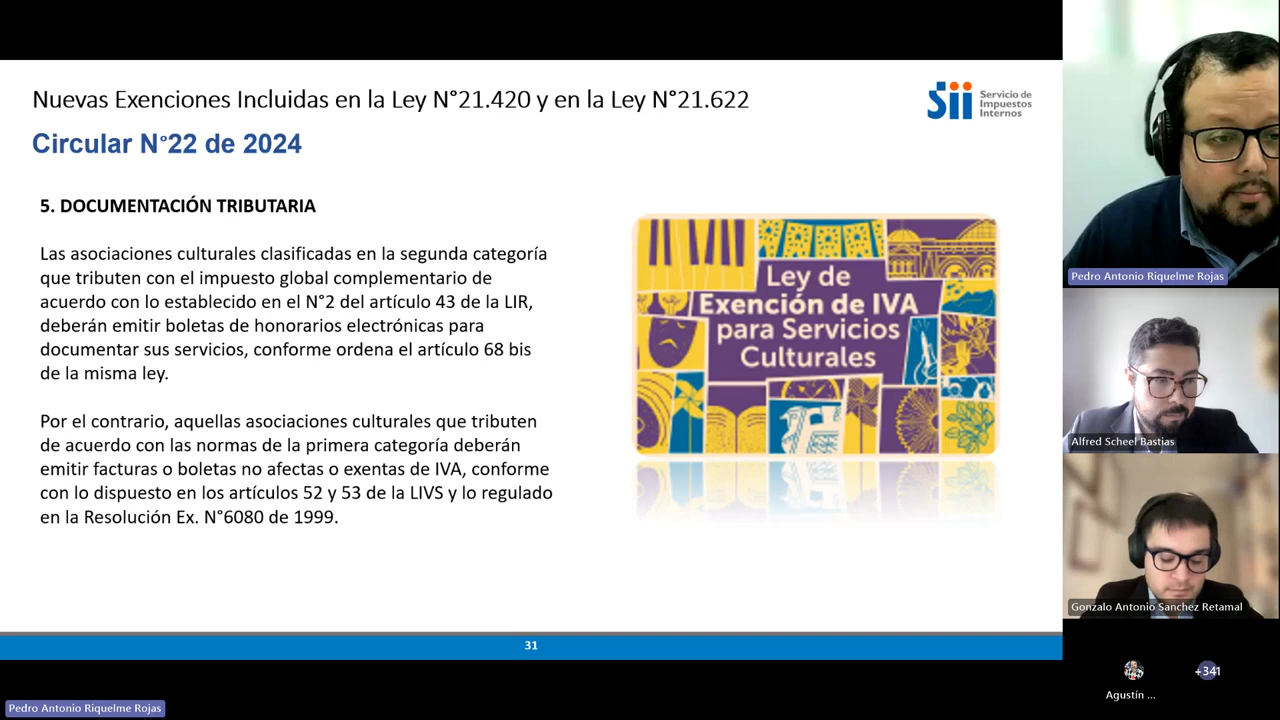 Nuevas Exenciones Incluidas en la Ley N°21.420 y en la Ley N°21.622
Sii Servicio de
Impuestos
Internos
Circular N°22 de 2024
5. DOCUMENTACIÓN TRIBUTARIA
Las asociaciones culturales clasificadas en la segunda categoría
que tributen con el impuesto global complementario de
acuerdo con lo establecido en el N°2 del artículo 43 de la LIR,
deberán emitir boletas de honorarios electrónicas para
documentar sus servicios, conforme ordena el artículo 68 bis
de la misma ley.
Por el contrario, aquellas asociaciones culturales que tributen
de acuerdo con las normas de la primera categoría deberán
emitir facturas o boletas no afectas o exentas de IVA, conforme
con lo dispuesto en los artículos 52 y 53 de la LIVS y lo regulado
en la Resolución Ex. N°6080 de 1999.
Ley de
Exención de IVA
para Servicios
Culturales
31
Pedro Antonio Riquelme Rojas
Pedro Antonio Riquelme Rojas
Alfred Scheel Bastias
Gonzalo Antonio Sanchez Retamal
Agustín ...
+341